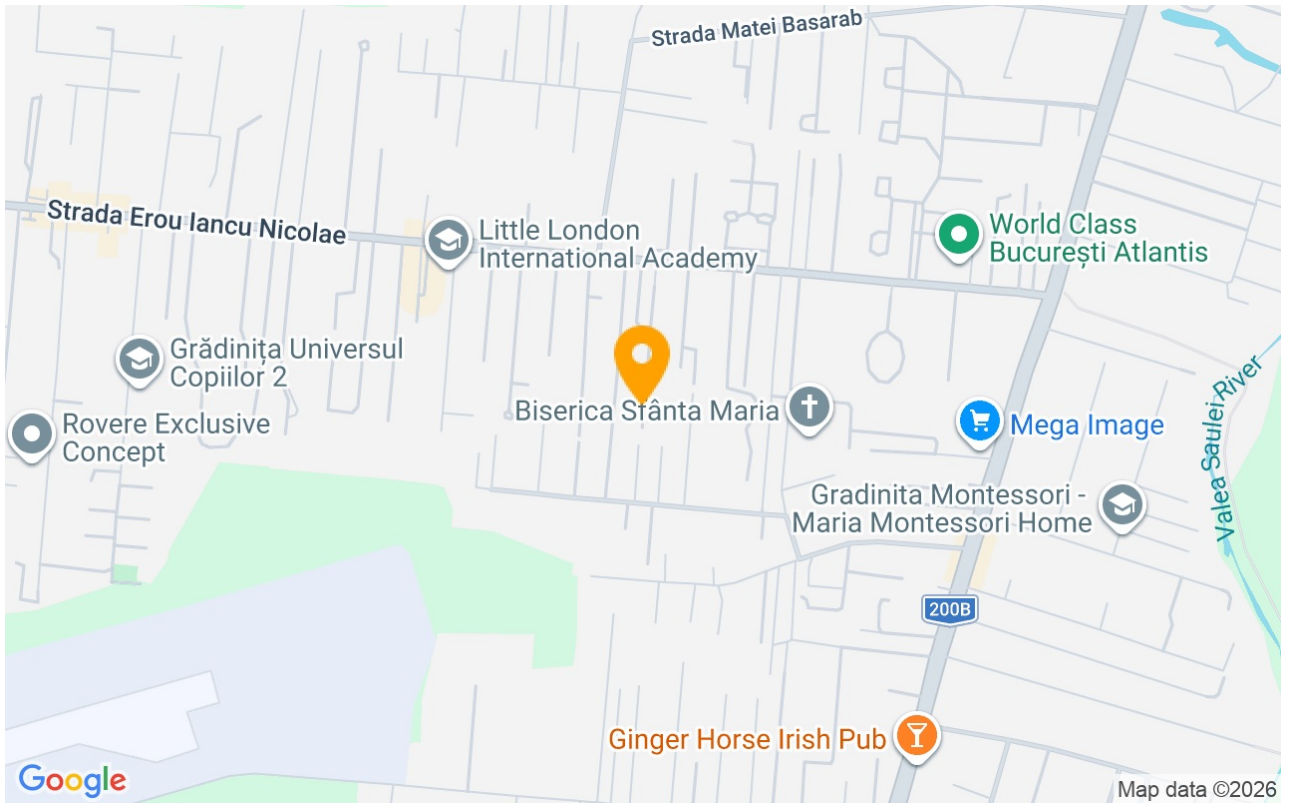 Strada Matei Basarab
Strada Erou Iancu Nicolae
Little London
International Academy
World Class
București Atlantis
Grădinița Universul
Copiilor 2
Rovere Exclusive
Concept
Biserica Sfânta Maria
Mega Image
Valea Saulei River
Gradinita Montessori -
Maria Montessori Home
200B
Ginger Horse Irish Pub
Google
Map data ©2026